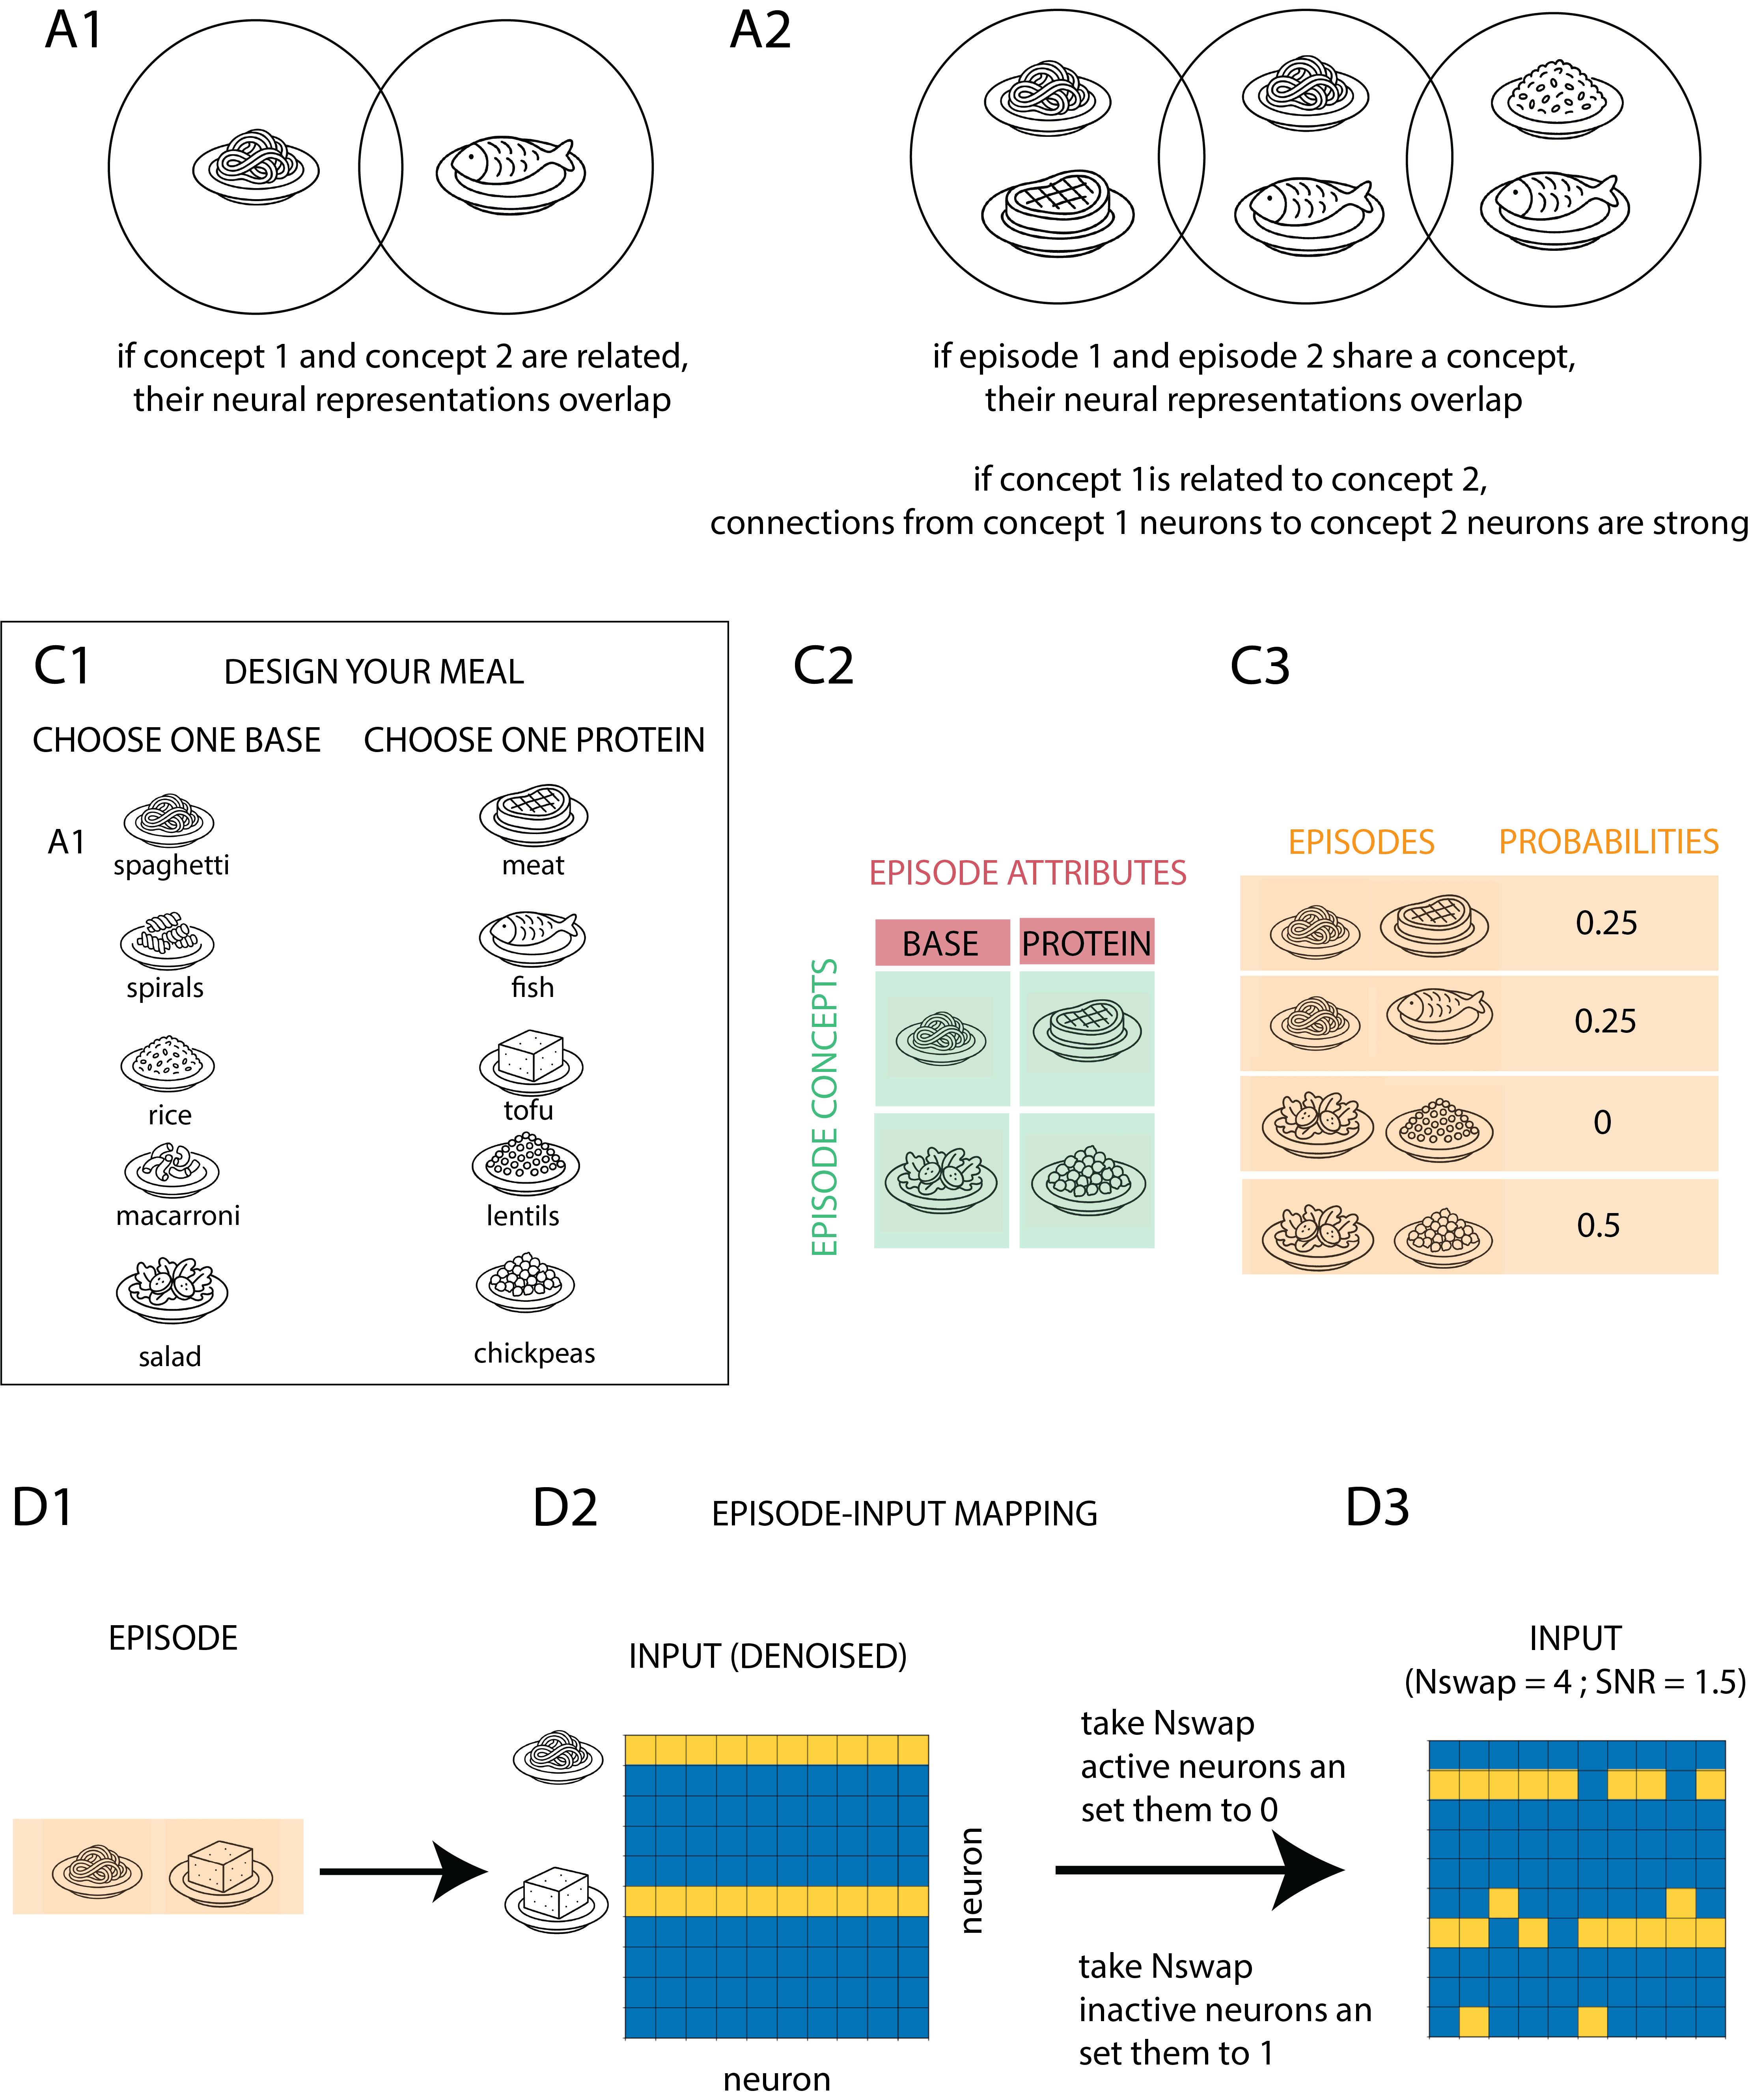 A1
A2
if concept 1 and concept 2 are related,
their neural representations overlap
if episode 1 and episode 2 share a concept,
their neural representations overlap
if concept 1is related to concept 2,
connections from concept 1 neurons to concept 2 neurons are strong
C1
DESIGN YOUR MEAL
CHOOSE ONE BASE
CHOOSE ONE PROTEIN
A1
spaghetti
meat
spirals
fish
rice
tofu
macarroni
lentils
salad
chickpeas
C2
EPISODE ATTRIBUTES
BASE
PROTEIN
EPISODE CONCEPTS
C3
EPISODES
PROBABILITIES
0.25
0.25
0
0.5
D1
EPISODE
D2
EPISODE-INPUT MAPPING
INPUT (DENOISED)
neuron
neuron
take Nswap
active neurons an
set them to 0
take Nswap
inactive neurons an
set them to 1
D3
INPUT
(Nswap = 4 ; SNR = 1.5)